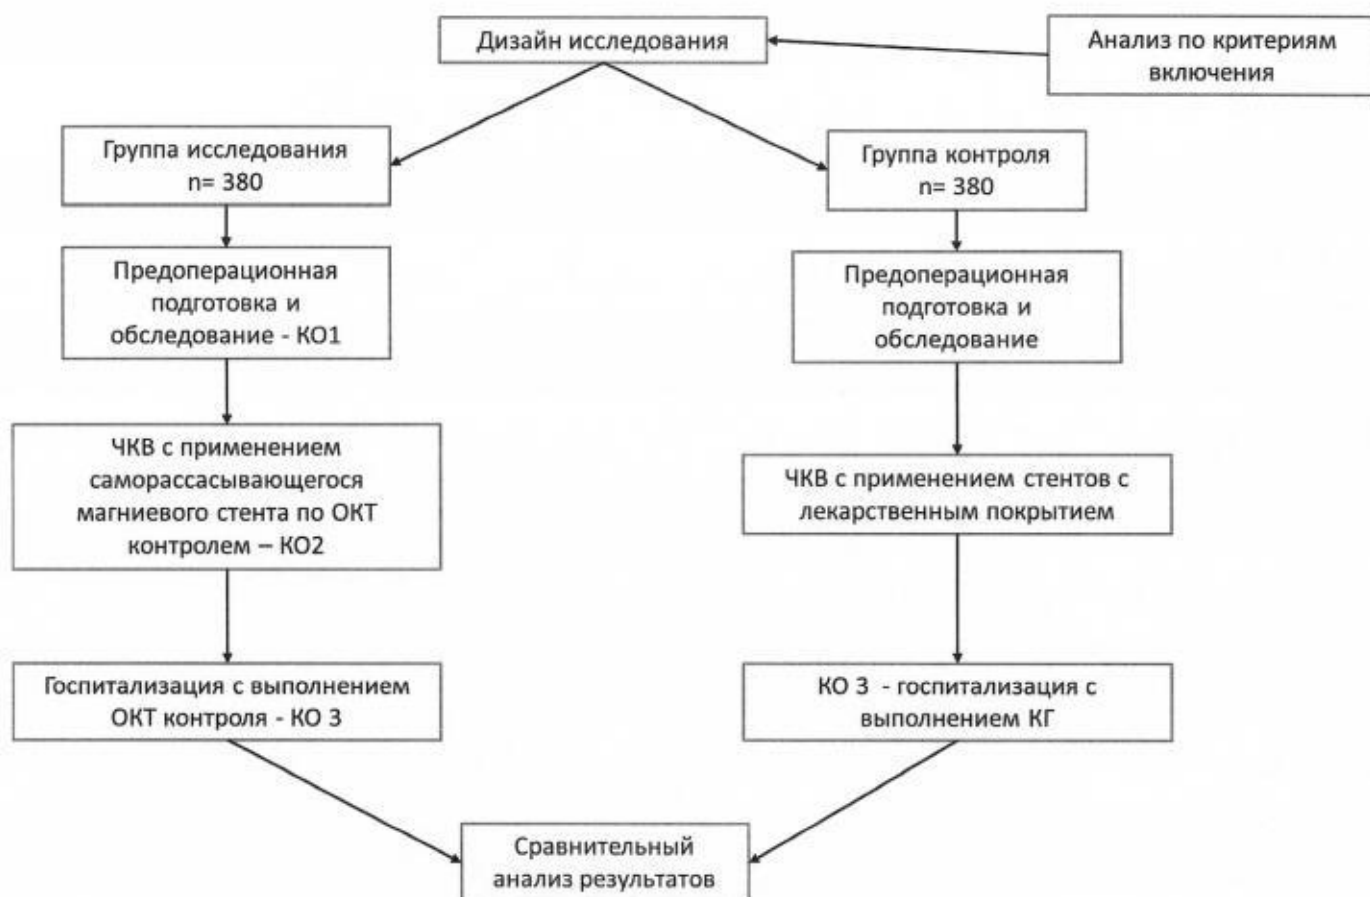 Дизайн исследования
Анализ по критериям
включения
Группа исследования
n= 380
Группа контроля
n= 380
Предоперационная
подготовка и
обследование - КО1
Предоперационная
подготовка и
обследование
ЧКВ с применением
саморассасывающегося
магниевого стента по ОКТ
контролем – КО2
ЧКВ с применением стентов с
лекарственным покрытием
Госпитализация с выполнением
ОКТ контроля - КО 3
КО 3 - госпитализация с
выполнением КГ
Сравнительный
анализ результатов